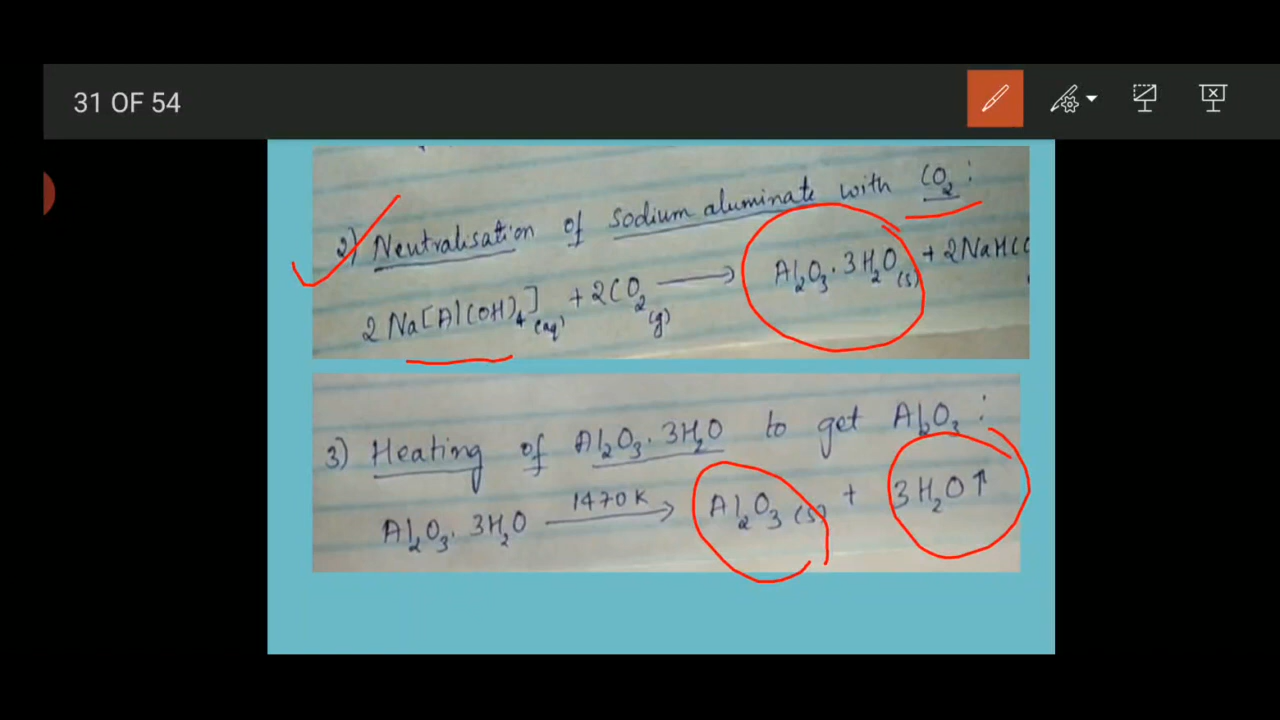 31 OF 54
2) Neutralisation of sodium aluminate with CO₂ :
2 Na[Al(OH)₄](aq) + 2CO₂(g) ⟶ Al₂O₃·3H₂O(s) + 2NaHC
3) Heating of Al₂O₃·3H₂O to get Al₂O₃ :
Al₂O₃·3H₂O —1470 K→ Al₂O₃(s) + 3H₂O↑